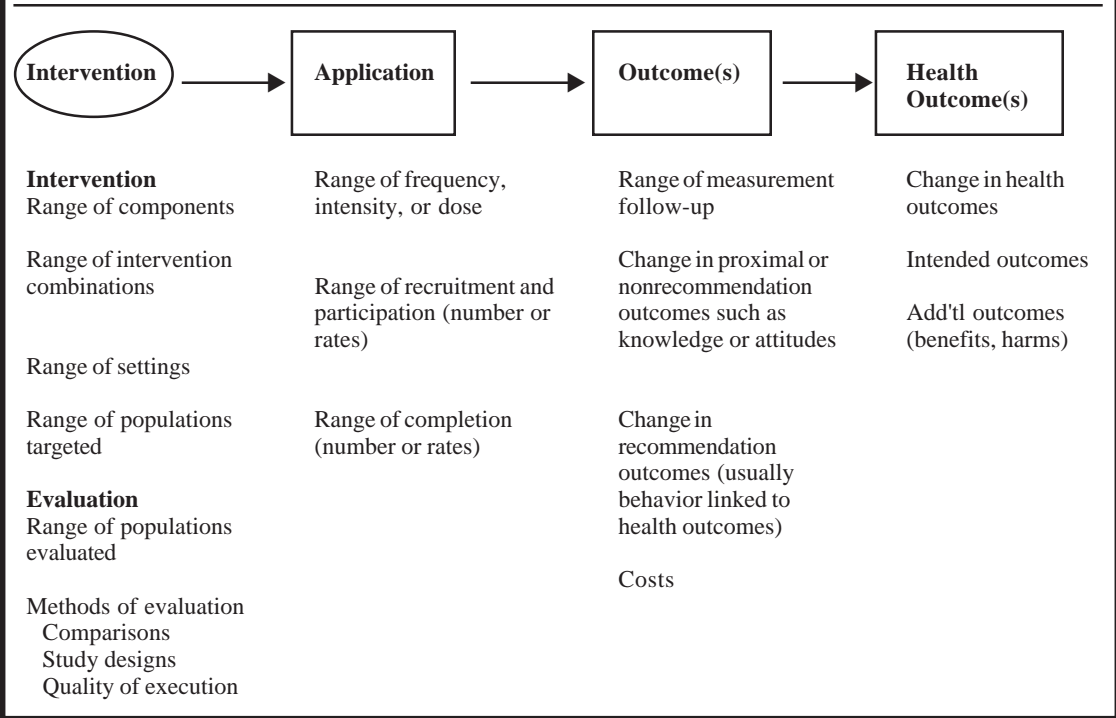 Intervention
Application
Outcome(s)
Health
Outcome(s)
Intervention
Range of components
Range of intervention
combinations
Range of settings
Range of populations
targeted
Evaluation
Range of populations
evaluated
Methods of evaluation
Comparisons
Study designs
Quality of execution
Range of frequency,
intensity, or dose
Range of recruitment and
participation (number or
rates)
Range of completion
(number or rates)
Range of measurement
follow-up
Change in proximal or
nonrecommendation
outcomes such as
knowledge or attitudes
Change in
recommendation
outcomes (usually
behavior linked to
health outcomes)
Costs
Change in health
outcomes
Intended outcomes
Add'tl outcomes
(benefits, harms)